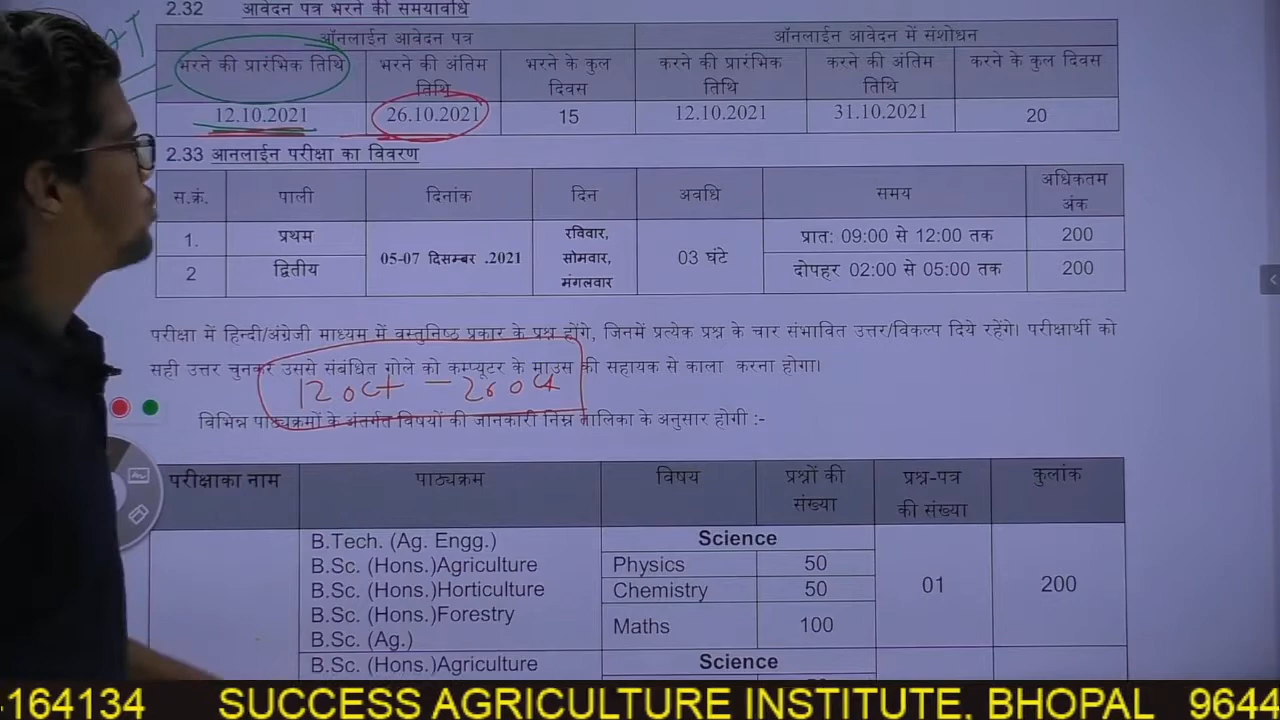 2.32 आवेदन पत्र भरने की समयावधि
AT
ऑनलाईन आवेदन पत्र ऑनलाईन आवेदन में संशोधन
भरने की प्रारंभिक तिथि भरने की अंतिम तिथि भरने के कुल दिवस करने की प्रारंभिक तिथि करने की अंतिम तिथि करने के कुल दिवस
12.10.2021 26.10.2021 15 12.10.2021 31.10.2021 20
2.33 आनलाईन परीक्षा का विवरण
स.क्रं. पाली दिनांक दिन अवधि समय अधिकतम अंक
1. प्रथम 05-07 दिसम्बर .2021 रविवार, सोमवार, मंगलवार 03 घंटे प्रात: 09:00 से 12:00 तक 200
2 द्वितीय दोपहर 02:00 से 05:00 तक 200
परीक्षा में हिन्दी/अंग्रेजी माध्यम में वस्तुनिष्ठ प्रकार के प्रश्न होंगे, जिनमें प्रत्येक प्रश्न के चार संभावित उत्तर/विकल्प दिये रहेंगे। परीक्षार्थी को
सही उत्तर चुनकर उससे संबंधित गोले को कम्प्यूटर के माउस की सहायक से काला करना होगा।
12 oct - 26 oct
विभिन्न पाठ्यक्रमों के अंतर्गत विषयों की जानकारी निम्न तालिका के अनुसार होगी :-
परीक्षाका नाम पाठ्यक्रम विषय प्रश्नों की संख्या प्रश्न-पत्र की संख्या कुलांक
B.Tech. (Ag. Engg.) Science
B.Sc. (Hons.)Agriculture Physics 50
B.Sc. (Hons.)Horticulture Chemistry 50 01 200
B.Sc. (Hons.)Forestry Maths 100
B.Sc. (Ag.)
B.Sc. (Hons.)Agriculture Science
164134 SUCCESS AGRICULTURE INSTITUTE, BHOPAL 9644